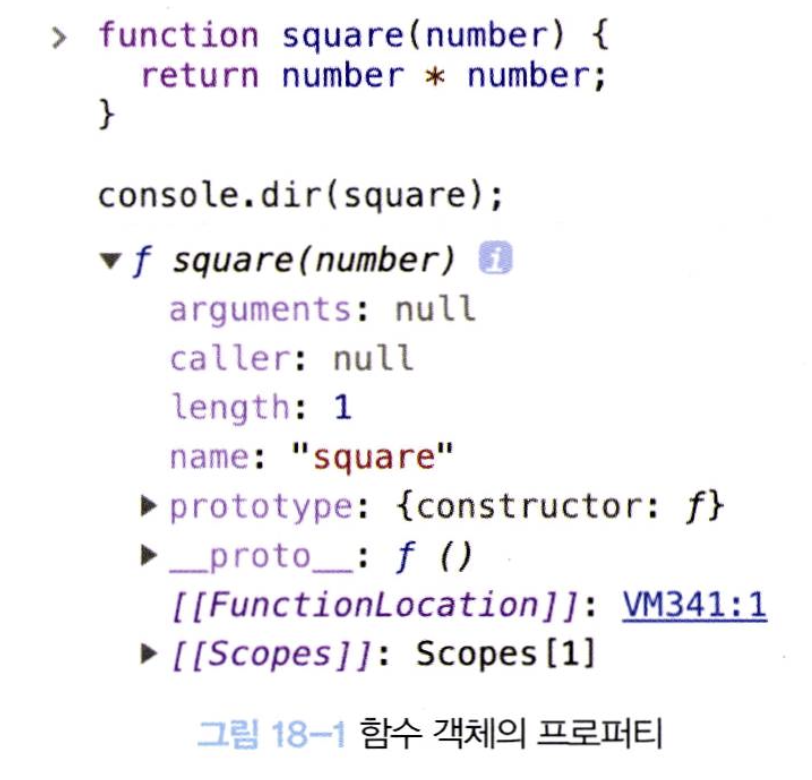 > function square(number) {
return number * number;
}
console.dir(square);
▼ f square(number) i
arguments: null
caller: null
length: 1
name: "square"
▶ prototype: {constructor: f}
▶ __proto__: f ()
[[FunctionLocation]]: VM341:1
▶ [[Scopes]]: Scopes[1]
그림 18-1 함수 객체의 프로퍼티